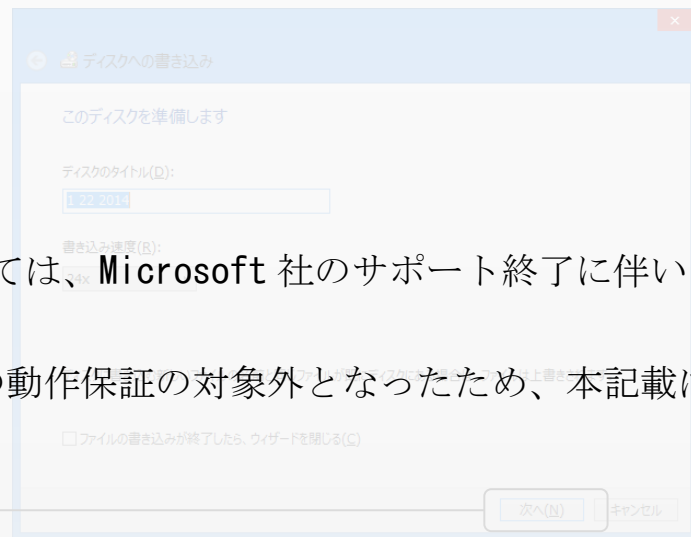 ディスクへの書き込み
このディスクを準備します
ディスクのタイトル(D):
1 22 2014
書き込み速度(R):
ては、Microsoft 社のサポート終了に伴い
24x
動作保証の対象外となったため、本記載に
ファイルの書き込みが終了したら、ウィザードを閉じる(C)
次へ(N) キャンセル